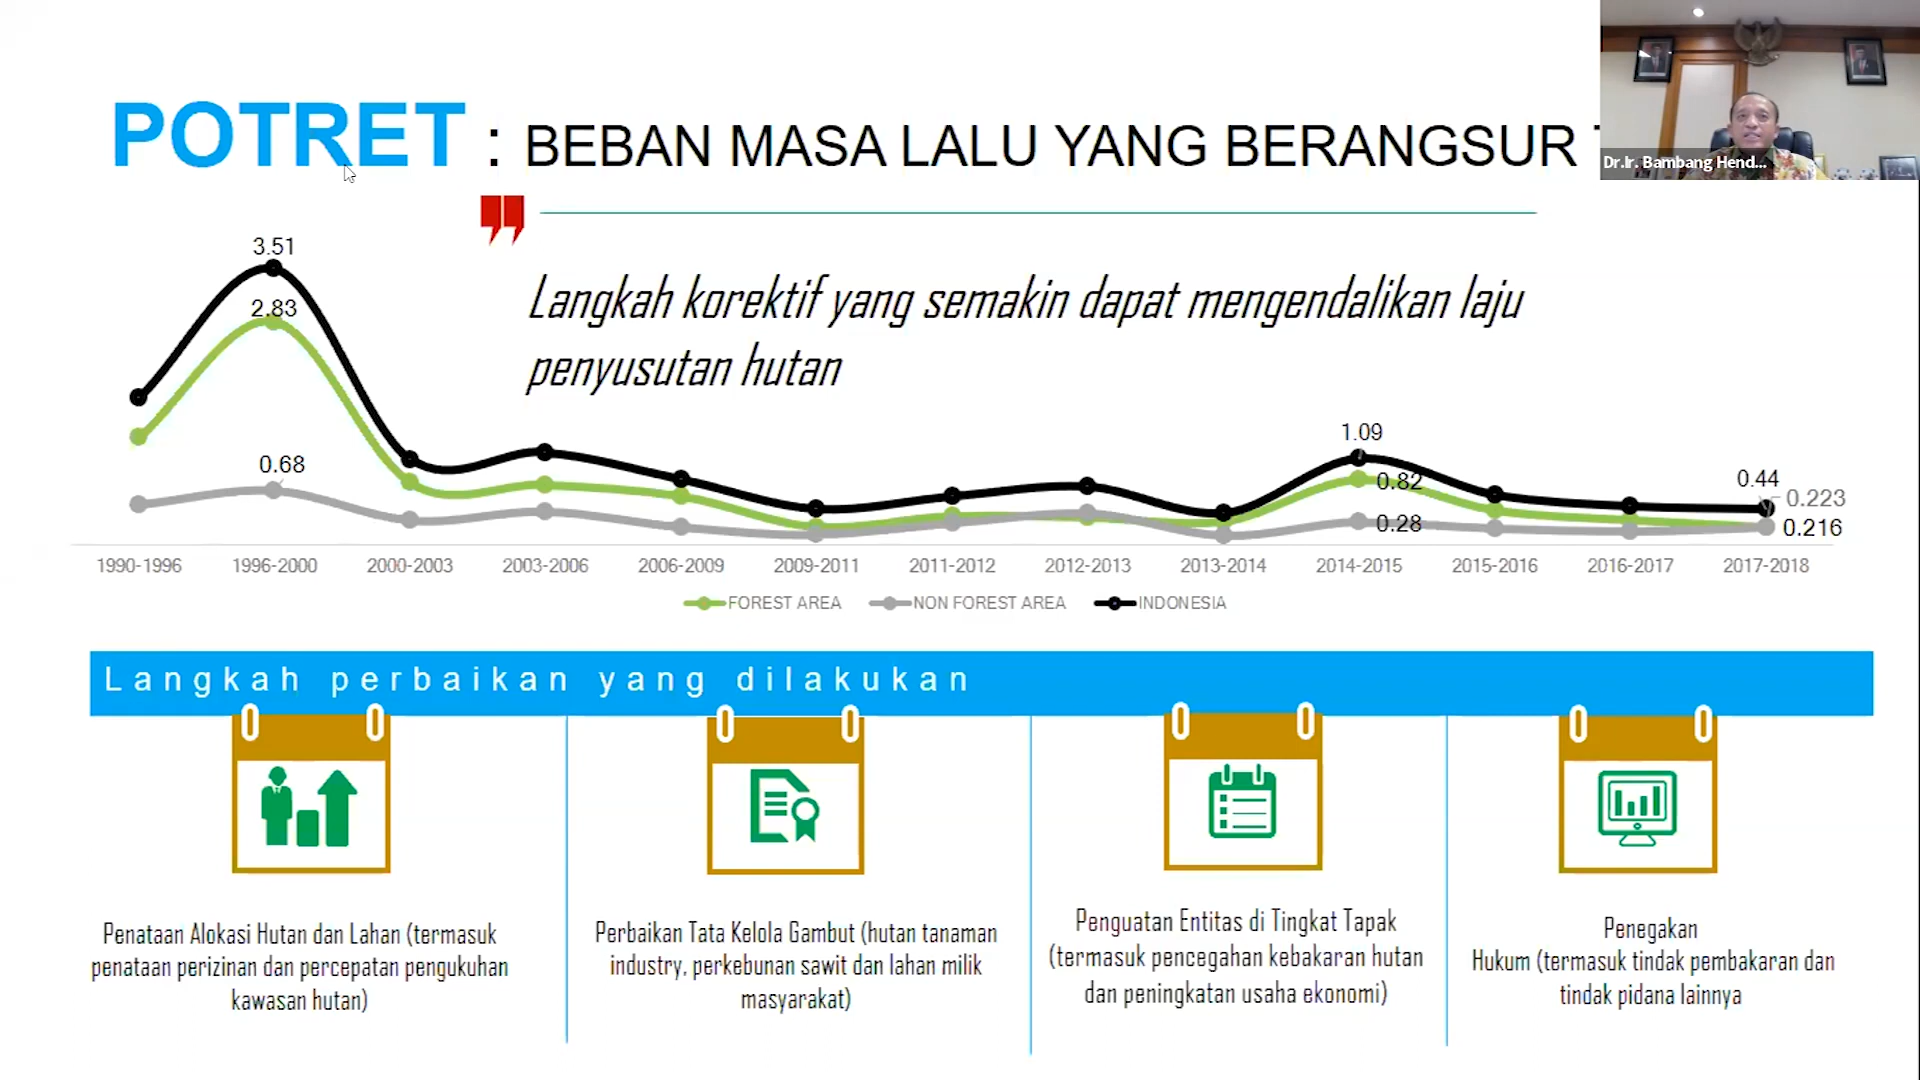 POTRET : BEBAN MASA LALU YANG BERANGSUR
Dr.Ir. Bambang Hend...
Langkah korektif yang semakin dapat mengendalikan laju
penyusutan hutan
3.51
2.83
0.68
1.09
0.82
0.28
0.44
0.223
0.216
1990-1996 1996-2000 2000-2003 2003-2006 2006-2009 2009-2011 2011-2012 2012-2013 2013-2014 2014-2015 2015-2016 2016-2017 2017-2018
FOREST AREA NON FOREST AREA INDONESIA
Langkah perbaikan yang dilakukan
Penataan Alokasi Hutan dan Lahan (termasuk
penataan perizinan dan percepatan pengukuhan
kawasan hutan)
Perbaikan Tata Kelola Gambut (hutan tanaman
industry, perkebunan sawit dan lahan milik
masyarakat)
Penguatan Entitas di Tingkat Tapak
(termasuk pencegahan kebakaran hutan
dan peningkatan usaha ekonomi)
Penegakan
Hukum (termasuk tindak pembakaran dan
tindak pidana lainnya